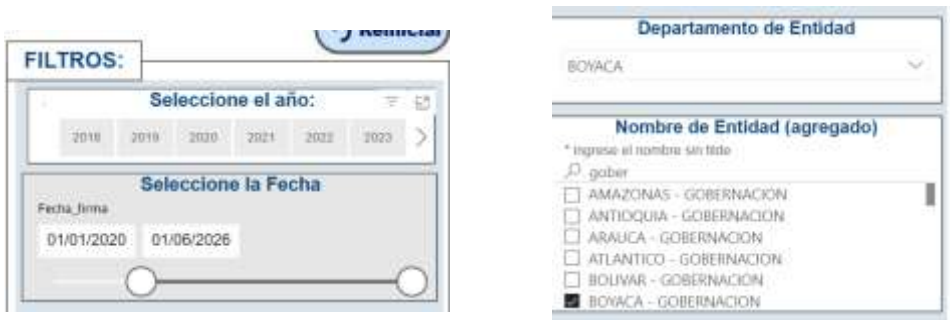 Reiniciar
FILTROS:
Seleccione el año:
2018 2019 2020 2021 2022 2023
Seleccione la Fecha
Fecha_firma
01/01/2020 01/06/2026
Departamento de Entidad
BOYACA
Nombre de Entidad (agregado)
* Ingrese el nombre sin tilde
gober
AMAZONAS - GOBERNACION
ANTIOQUIA - GOBERNACION
ARAUCA - GOBERNACION
ATLANTICO - GOBERNACION
BOLIVAR - GOBERNACION
BOYACA - GOBERNACION